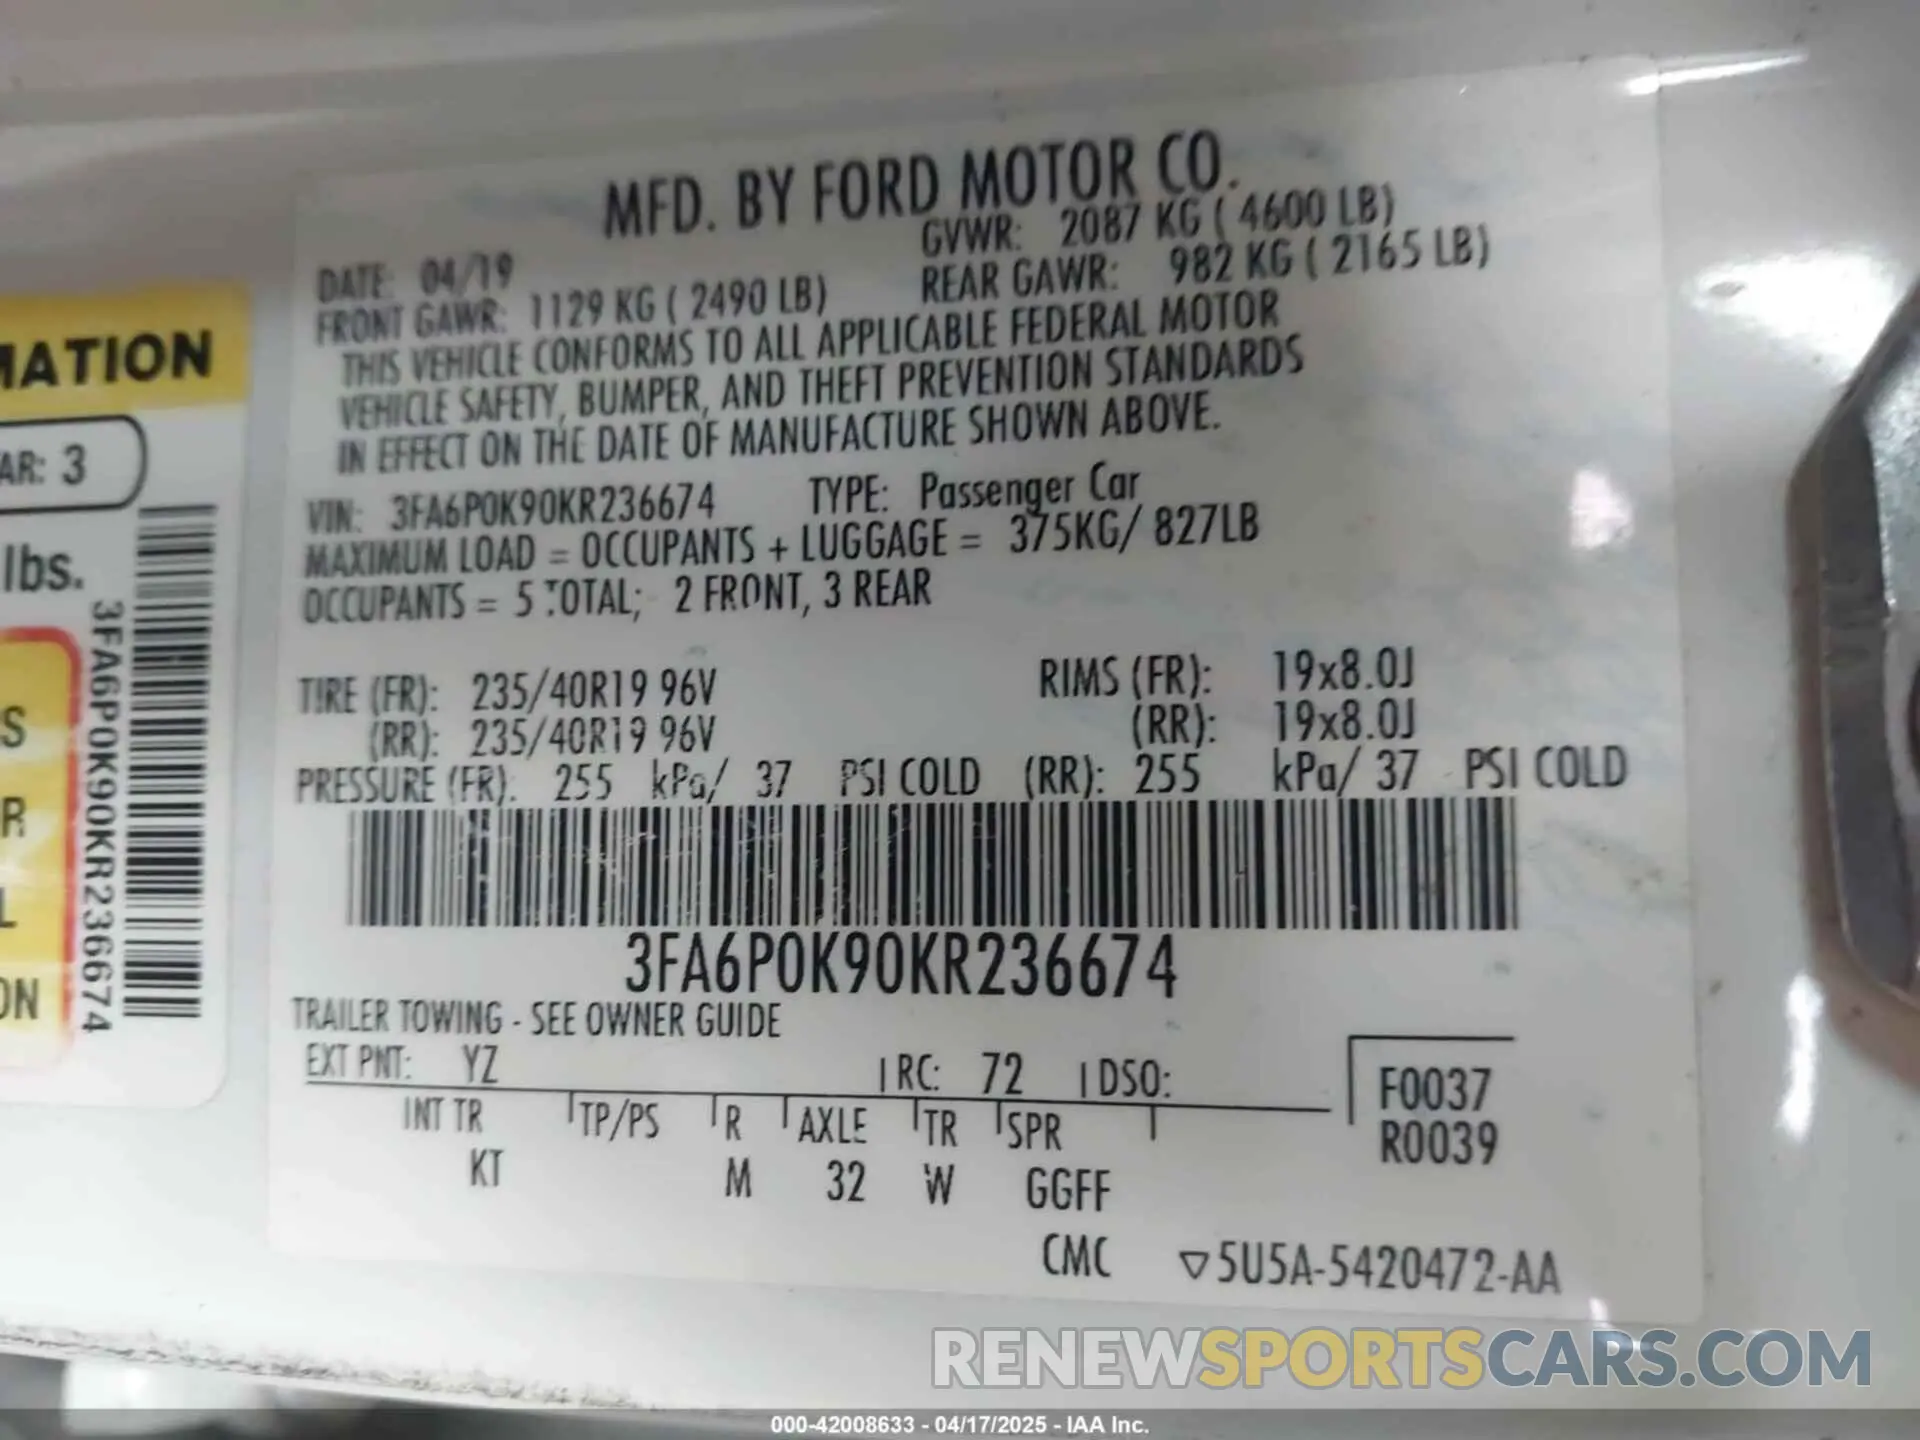 MFD. BY FORD MOTOR CO.
DATE: 04/19 GVWR: 2087 KG ( 4600 LB)
FRONT GAWR: 1129 KG ( 2490 LB) REAR GAWR: 982 KG ( 2165 LB)
THIS VEHICLE CONFORMS TO ALL APPLICABLE FEDERAL MOTOR
VEHICLE SAFETY, BUMPER, AND THEFT PREVENTION STANDARDS
IN EFFECT ON THE DATE OF MANUFACTURE SHOWN ABOVE.
VIN: 3FA6P0K90KR236674 TYPE: Passenger Car
MAXIMUM LOAD = OCCUPANTS + LUGGAGE = 375KG/ 827LB
OCCUPANTS = 5 TOTAL; 2 FRONT, 3 REAR
TIRE (FR): 235/40R19 96V RIMS (FR): 19x8.0J
(RR): 235/40R19 96V (RR): 19x8.0J
PRESSURE (FR): 255 kPa/ 37 PSI COLD (RR): 255 kPa/ 37 PSI COLD
3FA6P0K90KR236674
TRAILER TOWING - SEE OWNER GUIDE
EXT PNT: YZ RC: 72 DSO: F0037
R0039
INT TR TP/PS R AXLE TR SPR
KT M 32 W GGFF
CMC ▽5U5A-5420472-AA
MATION
AR: 3
lbs.
3FA6P0K90KR236674
S
R
L
ON
RENEWSPORTSCARS.COM
000-42008633 - 04/17/2025 - IAA Inc.